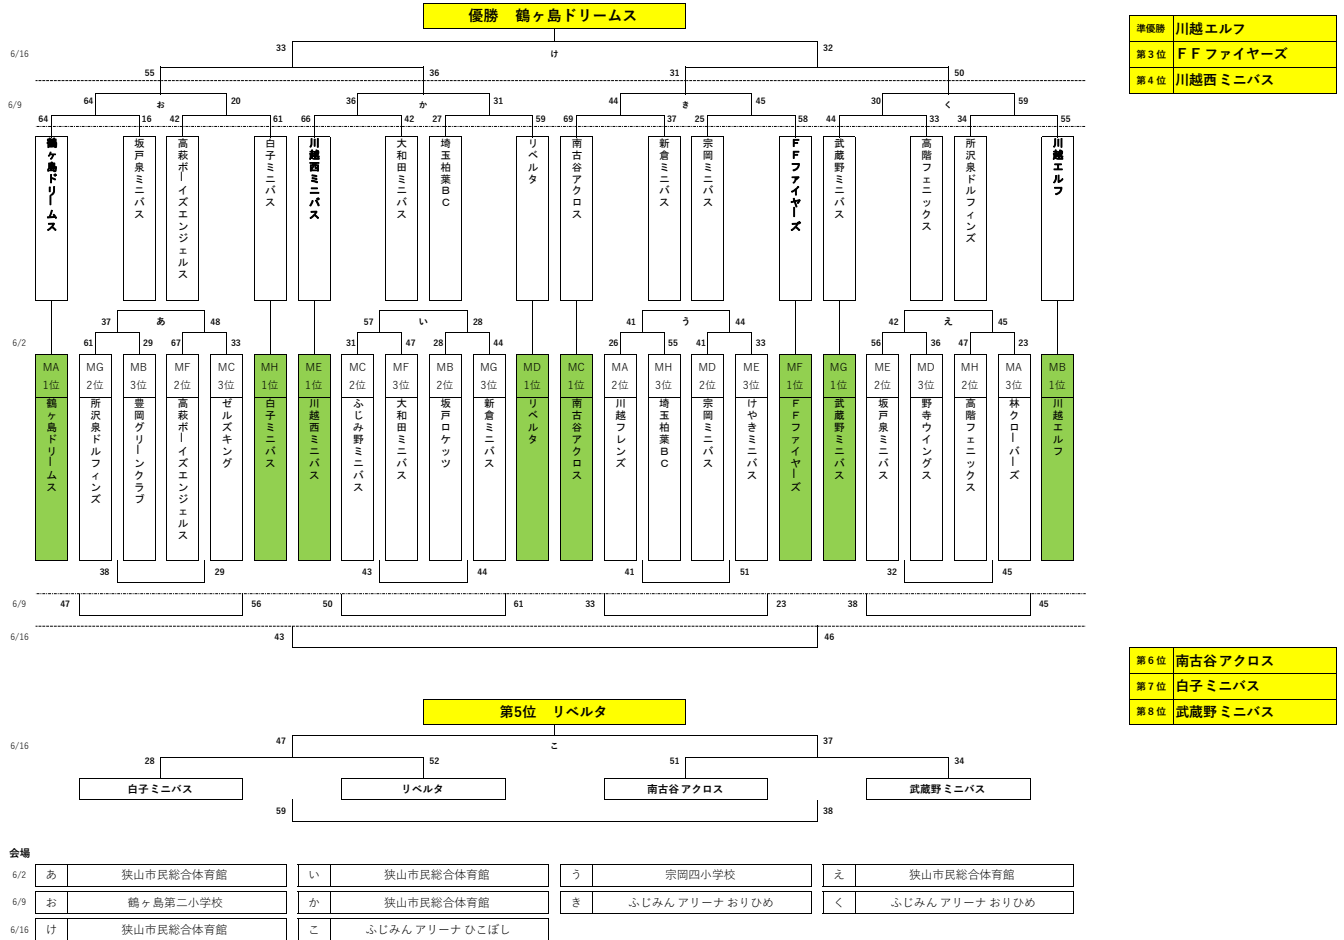 優勝　鶴ヶ島ドリームス
準優勝 川越エルフ
第３位 ＦＦファイヤーズ
第４位 川越西ミニバス
6/16 33 け 32
55 36 31 50
6/9 64 お 20 36 か 31 44 き 45 30 く 59
64 16 42 61 66 42 27 59 69 37 25 58 44 33 34 55
鶴ヶ島ドリームス
坂戸泉ミニバス
高萩ボーイズエンジェルス
白子ミニバス
川越西ミニバス
大和田ミニバス
埼玉柏葉ＢＣ
リベルタ
南古谷アクロス
新倉ミニバス
宗岡ミニバス
ＦＦファイヤーズ
武蔵野ミニバス
高階フェニックス
所沢泉ドルフィンズ
川越エルフ
37 あ 48 57 い 28 41 う 44 42 え 45
6/2 61 29 67 33 31 47 28 44 26 55 41 33 56 36 47 23
MA MG MB MF MC MH ME MC MF MB MG MD MC MA MH MD ME MF MG ME MD MH MA MB
1位 2位 3位 2位 3位 1位 1位 2位 3位 2位 3位 1位 1位 2位 3位 2位 3位 1位 1位 2位 3位 2位 3位 1位
鶴ヶ島ドリームス
所沢泉ドルフィンズ
豊岡グリーンクラブ
高萩ボーイズエンジェルス
ゼルズキング
白子ミニバス
川越西ミニバス
ふじみ野ミニバス
大和田ミニバス
坂戸ロケッツ
新倉ミニバス
リベルタ
南古谷アクロス
川越フレンズ
埼玉柏葉ＢＣ
宗岡ミニバス
けやきミニバス
ＦＦファイヤーズ
武蔵野ミニバス
坂戸泉ミニバス
野寺ウイングス
高階フェニックス
林クローバーズ
川越エルフ
38 29 43 44 41 51 32 45
6/9 47 56 50 61 33 23 38 45
6/16 43 46
第６位 南古谷アクロス
第７位 白子ミニバス
第８位 武蔵野ミニバス
第5位　リベルタ
6/16 47 こ 37
28 52 51 34
白子ミニバス リベルタ 南古谷アクロス 武蔵野ミニバス
59 38
会場
6/2 あ 狭山市民総合体育館 い 狭山市民総合体育館 う 宗岡四小学校 え 狭山市民総合体育館
6/9 お 鶴ヶ島第二小学校 か 狭山市民総合体育館 き ふじみん アリーナ おりひめ く ふじみん アリーナ おりひめ
6/16 け 狭山市民総合体育館 こ ふじみん アリーナ ひこぼし